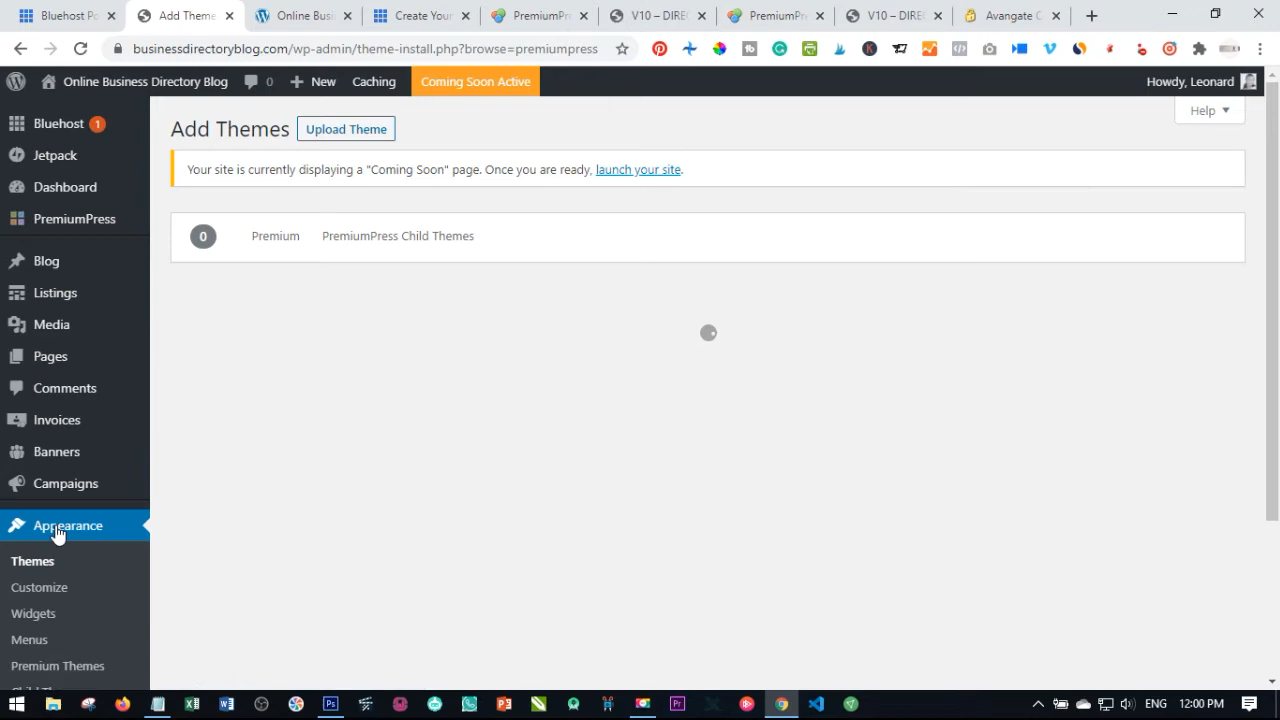 Bluehost Po
Add Theme
Online Busi
Create Your
PremiumPr
V10 – DIREC
PremiumPr
V10 – DIREC
Avangate C
businessdirectoryblog.com/wp-admin/theme-install.php?browse=premiumpress
Online Business Directory Blog
0
New
Caching
Coming Soon Active
Howdy, Leonard
Bluehost 1
Jetpack
Dashboard
PremiumPress
Blog
Listings
Media
Pages
Comments
Invoices
Banners
Campaigns
Appearance
Themes
Customize
Widgets
Menus
Premium Themes
Add Themes
Upload Theme
Help
Your site is currently displaying a "Coming Soon" page. Once you are ready, launch your site.
0 Premium PremiumPress Child Themes
ENG
12:00 PM